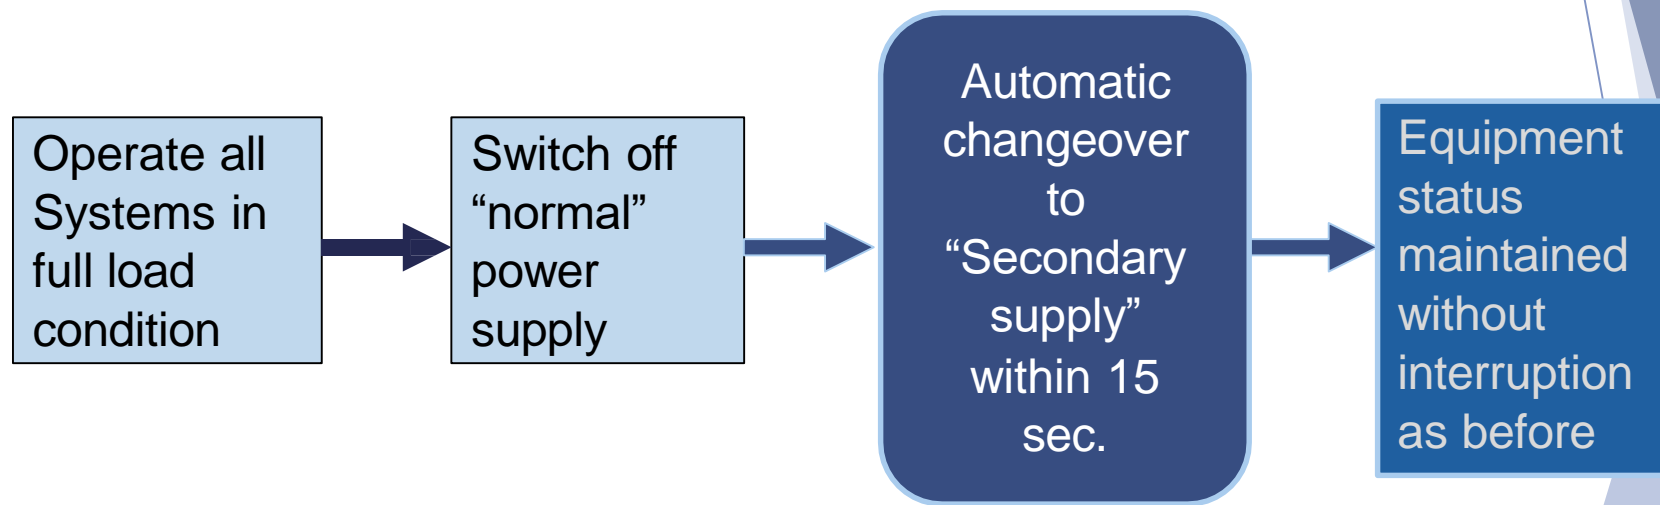 Operate all
Systems in
full load
condition
Switch off
“normal”
power
supply
Automatic
changeover
to
“Secondary
supply”
within 15
sec.
Equipment
status
maintained
without
interruption
as before